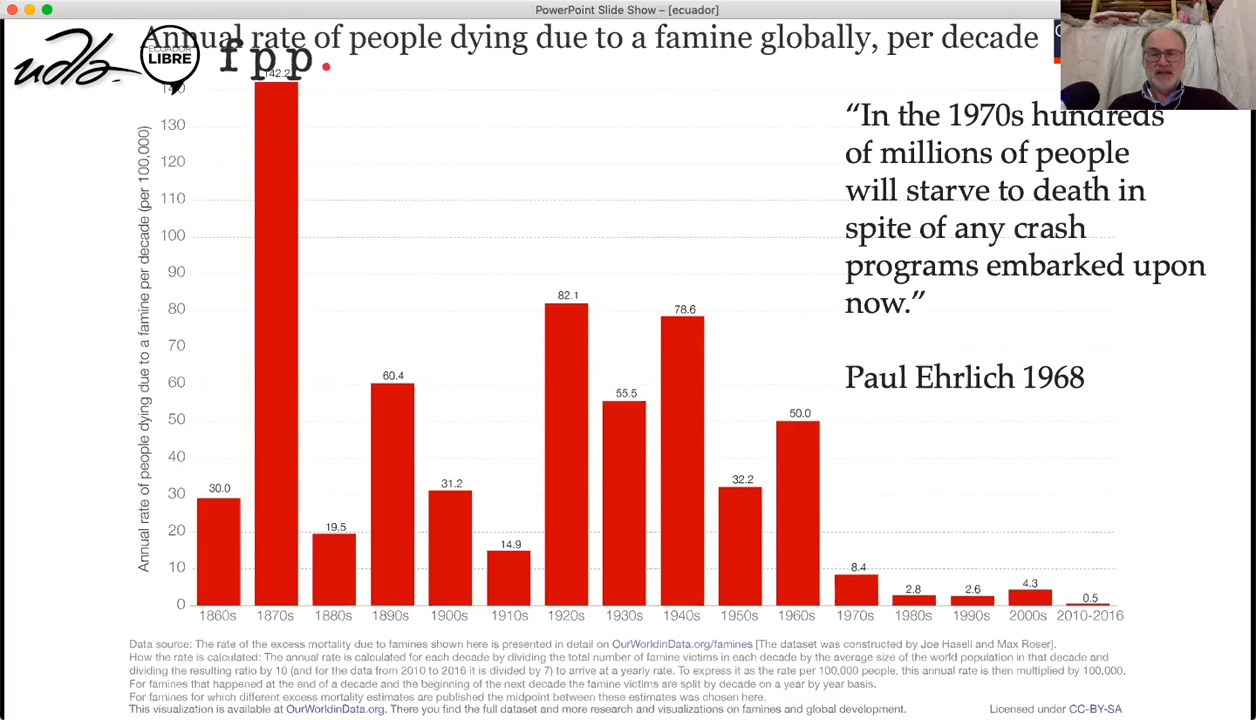 PowerPoint Slide Show – [ecuador]
Annual rate of people dying due to a famine globally, per decade
udla
ECUADOR
LIBRE
fpp.
Annual rate of people dying due to a famine per decade (per 100,000)
140
130
120
110
100
90
80
70
60
50
40
30
20
10
0
30.0
142.2
19.5
60.4
31.2
14.9
82.1
55.5
78.6
32.2
50.0
8.4
2.8
2.6
4.3
0.5
1860s 1870s 1880s 1890s 1900s 1910s 1920s 1930s 1940s 1950s 1960s 1970s 1980s 1990s 2000s 2010-2016
“In the 1970s hundreds
of millions of people
will starve to death in
spite of any crash
programs embarked upon
now.”
Paul Ehrlich 1968
Data source: The rate of the excess mortality due to famines shown here is presented in detail on OurWorldinData.org/famines [The dataset was constructed by Joe Hasell and Max Roser].
How the rate is calculated: The annual rate is calculated for each decade by dividing the total number of famine victims in each decade by the average size of the world population in that decade and
dividing the resulting ratio by 10 (and for the data from 2010 to 2016 it is divided by 7) to arrive at a yearly rate. To express it as the rate per 100,000 people, this annual rate is then multiplied by 100,000.
For famines that happened at the end of a decade and the beginning of the next decade the famine victims are split by decade on a year by year basis.
For famines for which different excess mortality estimates are published the midpoint between these estimates was chosen here.
This visualization is available at OurWorldinData.org. There you find the full dataset and more research and visualizations on famines and global development.
Licensed under CC-BY-SA